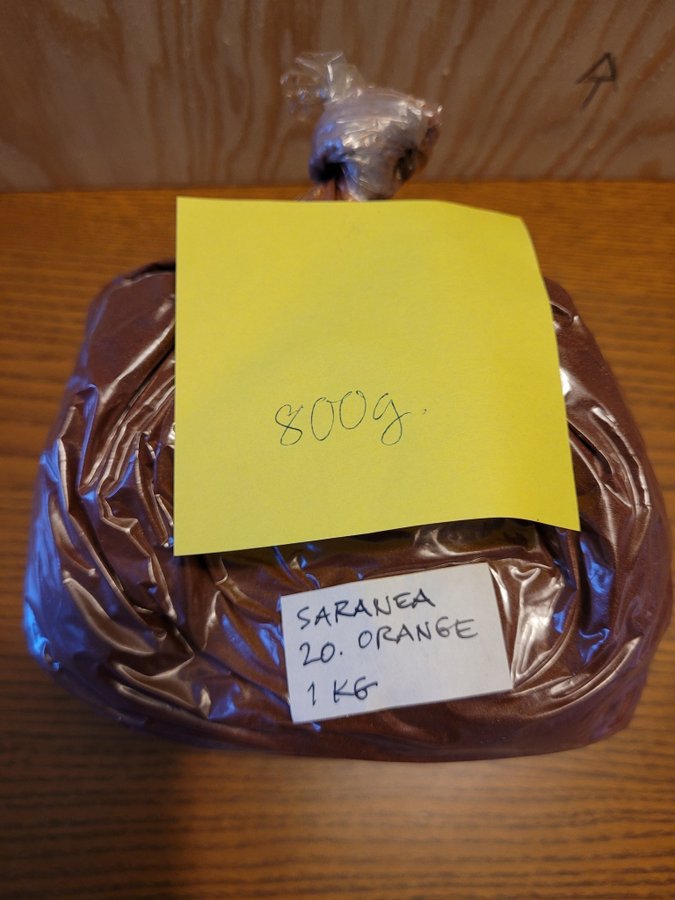 800g.
SARANEA
20. ORANGE
1 KG